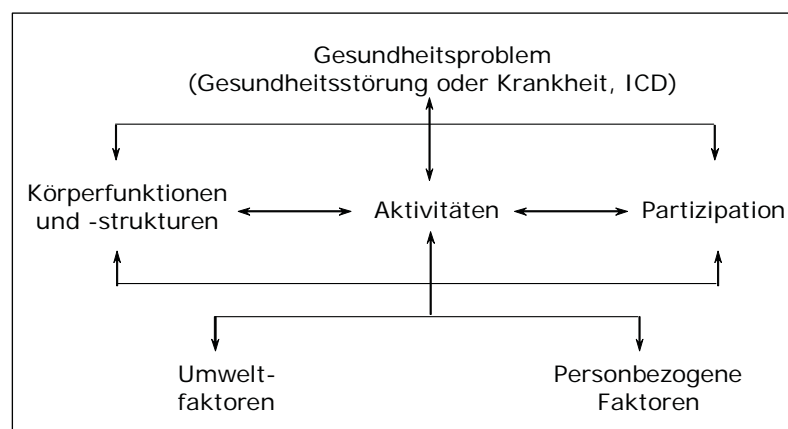 Gesundheitsproblem
(Gesundheitsstörung oder Krankheit, ICD)
Körperfunktionen
und -strukturen
Aktivitäten
Partizipation
Umwelt-
faktoren
Personbezogene
Faktoren